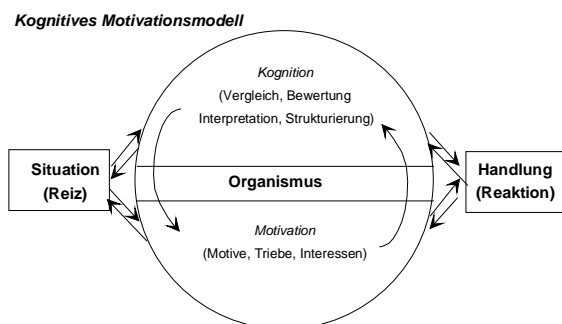 Kognitives Motivationsmodell
Kognition
(Vergleich, Bewertung
Interpretation, Strukturierung)
Situation
(Reiz)
Organismus
Handlung
(Reaktion)
Motivation
(Motive, Triebe, Interessen)